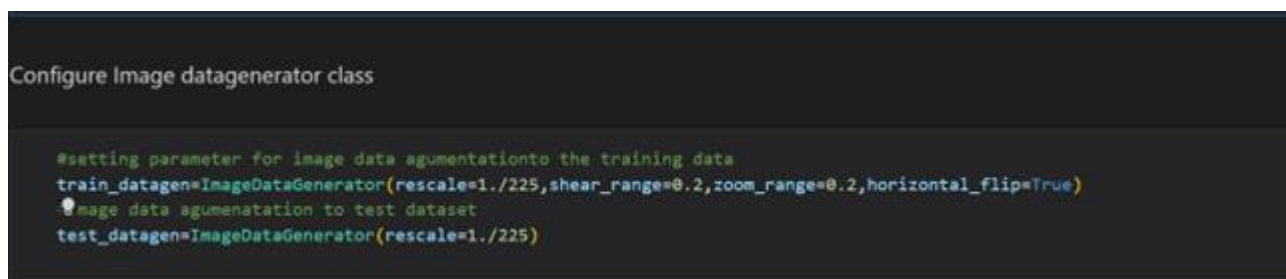 Configure Image datagenerator class
#setting parameter for image data agumentationto the training data
train_datagen=ImageDataGenerator(rescale=1./225,shear_range=0.2,zoom_range=0.2,horizontal_flip=True)
mage data agumenatation to test dataset
test_datagen=ImageDataGenerator(rescale=1./225)